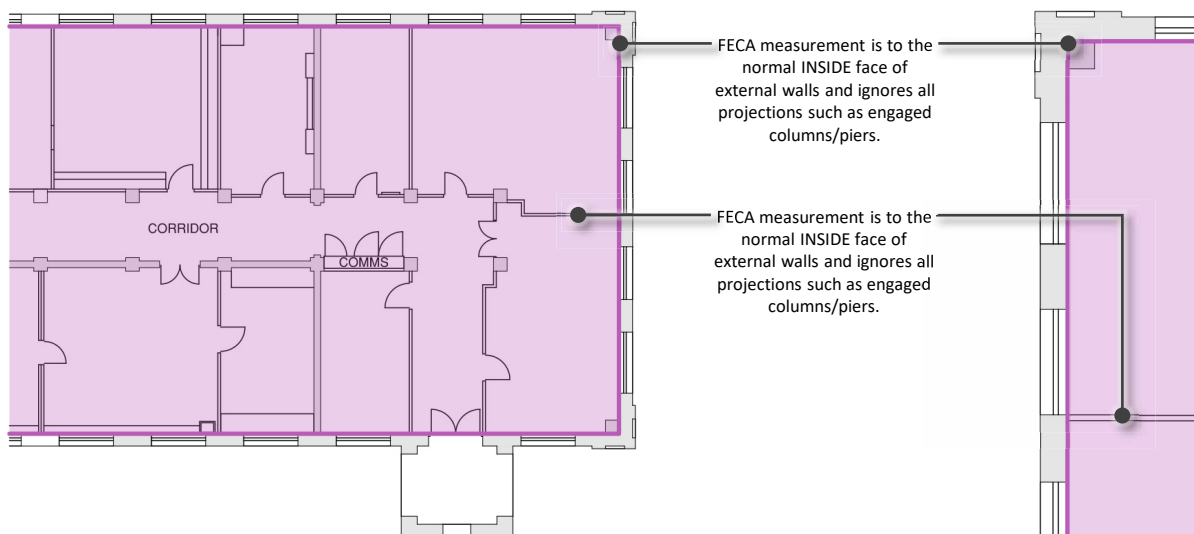 FECA measurement is to the
normal INSIDE face of
external walls and ignores all
projections such as engaged
columns/piers.
CORRIDOR
FECA measurement is to the
normal INSIDE face of
external walls and ignores all
projections such as engaged
columns/piers.
COMMS